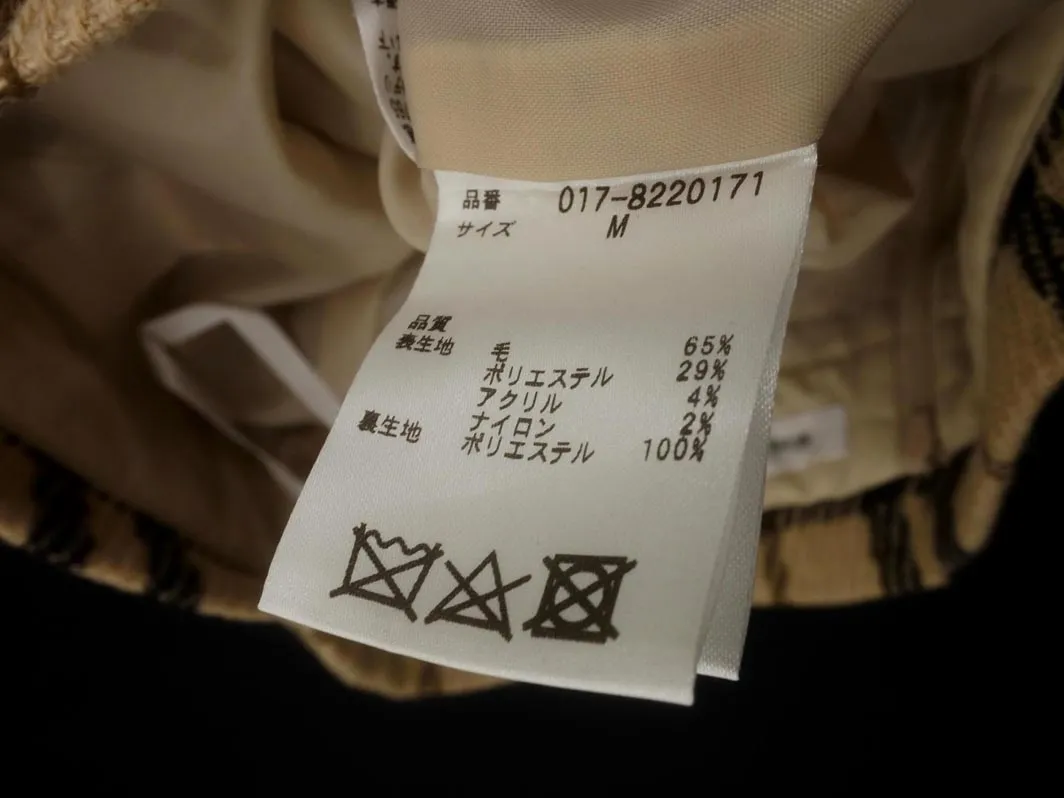 品番 017-8220171
サイズ M
品質
表生地 毛 65%
ポリエステル 29%
アクリル 4%
ナイロン 2%
裏生地 ポリエステル 100%